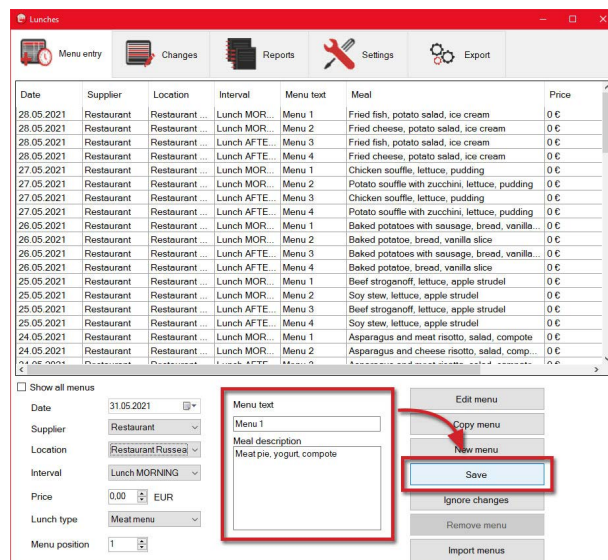 Lunches
Menu entry Changes Reports Settings Export
Date Supplier Location Interval Menu text Meal Price
28.05.2021 Restaurant Restaurant ... Lunch MOR... Menu 1 Fried fish, potato salad, ice cream 0 €
28.05.2021 Restaurant Restaurant ... Lunch MOR... Menu 2 Fried cheese, potato salad, ice cream 0 €
28.05.2021 Restaurant Restaurant ... Lunch AFTE... Menu 3 Fried fish, potato salad, ice cream 0 €
28.05.2021 Restaurant Restaurant ... Lunch AFTE... Menu 4 Fried cheese, potato salad, ice cream 0 €
27.05.2021 Restaurant Restaurant ... Lunch MOR... Menu 1 Chicken souffle, lettuce, pudding 0 €
27.05.2021 Restaurant Restaurant ... Lunch MOR... Menu 2 Potato souffle with zucchini, lettuce, pudding 0 €
27.05.2021 Restaurant Restaurant ... Lunch AFTE... Menu 3 Chicken souffle, lettuce, pudding 0 €
27.05.2021 Restaurant Restaurant ... Lunch AFTE... Menu 4 Potato souffle with zucchini, lettuce, pudding 0 €
26.05.2021 Restaurant Restaurant ... Lunch MOR... Menu 1 Baked potatoes with sausage, bread, vanilla... 0 €
26.05.2021 Restaurant Restaurant ... Lunch MOR... Menu 2 Baked potatoe, bread, vanilla slice 0 €
26.05.2021 Restaurant Restaurant ... Lunch AFTE... Menu 3 Baked potatoes with sausage, bread, vanilla... 0 €
26.05.2021 Restaurant Restaurant ... Lunch AFTE... Menu 4 Baked potatoe, bread, vanilla slice 0 €
25.05.2021 Restaurant Restaurant ... Lunch MOR... Menu 1 Beef stroganoff, lettuce, apple strudel 0 €
25.05.2021 Restaurant Restaurant ... Lunch MOR... Menu 2 Soy stew, lettuce, apple strudel 0 €
25.05.2021 Restaurant Restaurant ... Lunch AFTE... Menu 3 Beef stroganoff, lettuce, apple strudel 0 €
25.05.2021 Restaurant Restaurant ... Lunch AFTE... Menu 4 Soy stew, lettuce, apple strudel 0 €
24.05.2021 Restaurant Restaurant ... Lunch MOR... Menu 1 Asparagus and meat risotto, salad, compote 0 €
24.05.2021 Restaurant Restaurant ... Lunch MOR... Menu 2 Asparagus and cheese risotto, salad, comp... 0 €
Show all menus
Date 31.05.2021
Supplier Restaurant
Location Restaurant Russea
Interval Lunch MORNING
Price 0,00 EUR
Lunch type Meat menu
Menu position 1
Menu text
Menu 1
Meal description
Meat pie, yogurt, compote
Edit menu
Copy menu
New menu
Save
Ignore changes
Remove menu
Import menus